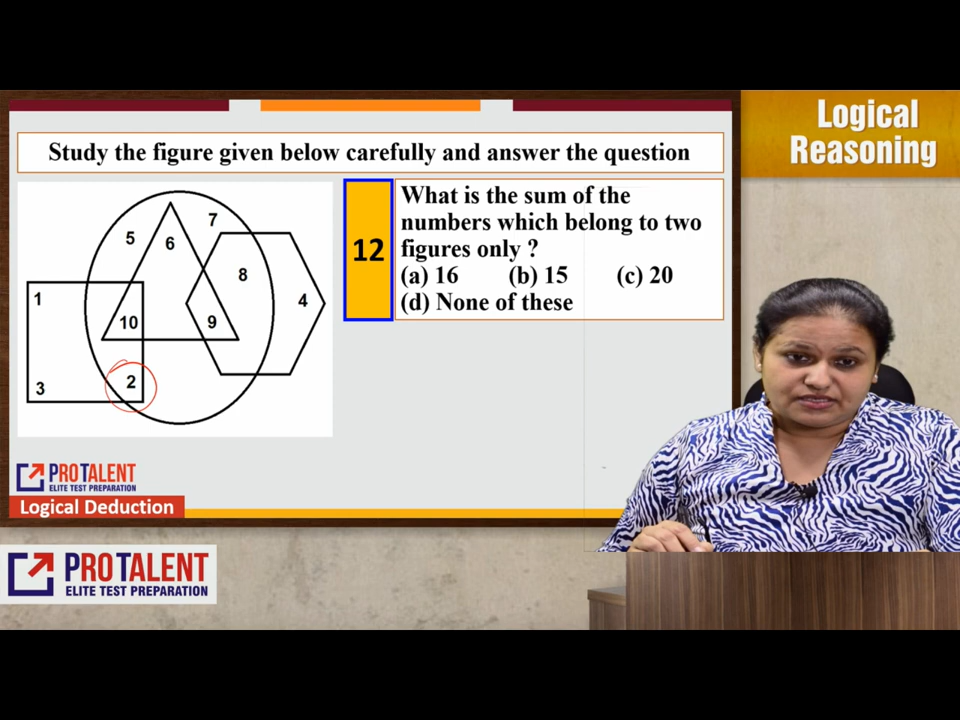 Logical
Reasoning
Study the figure given below carefully and answer the question
12
What is the sum of the
numbers which belong to two
figures only ?
(a) 16 (b) 15 (c) 20
(d) None of these
5
7
6
8
1
4
10
9
3
2
PROTALENT
ELITE TEST PREPARATION
Logical Deduction
PROTALENT
ELITE TEST PREPARATION